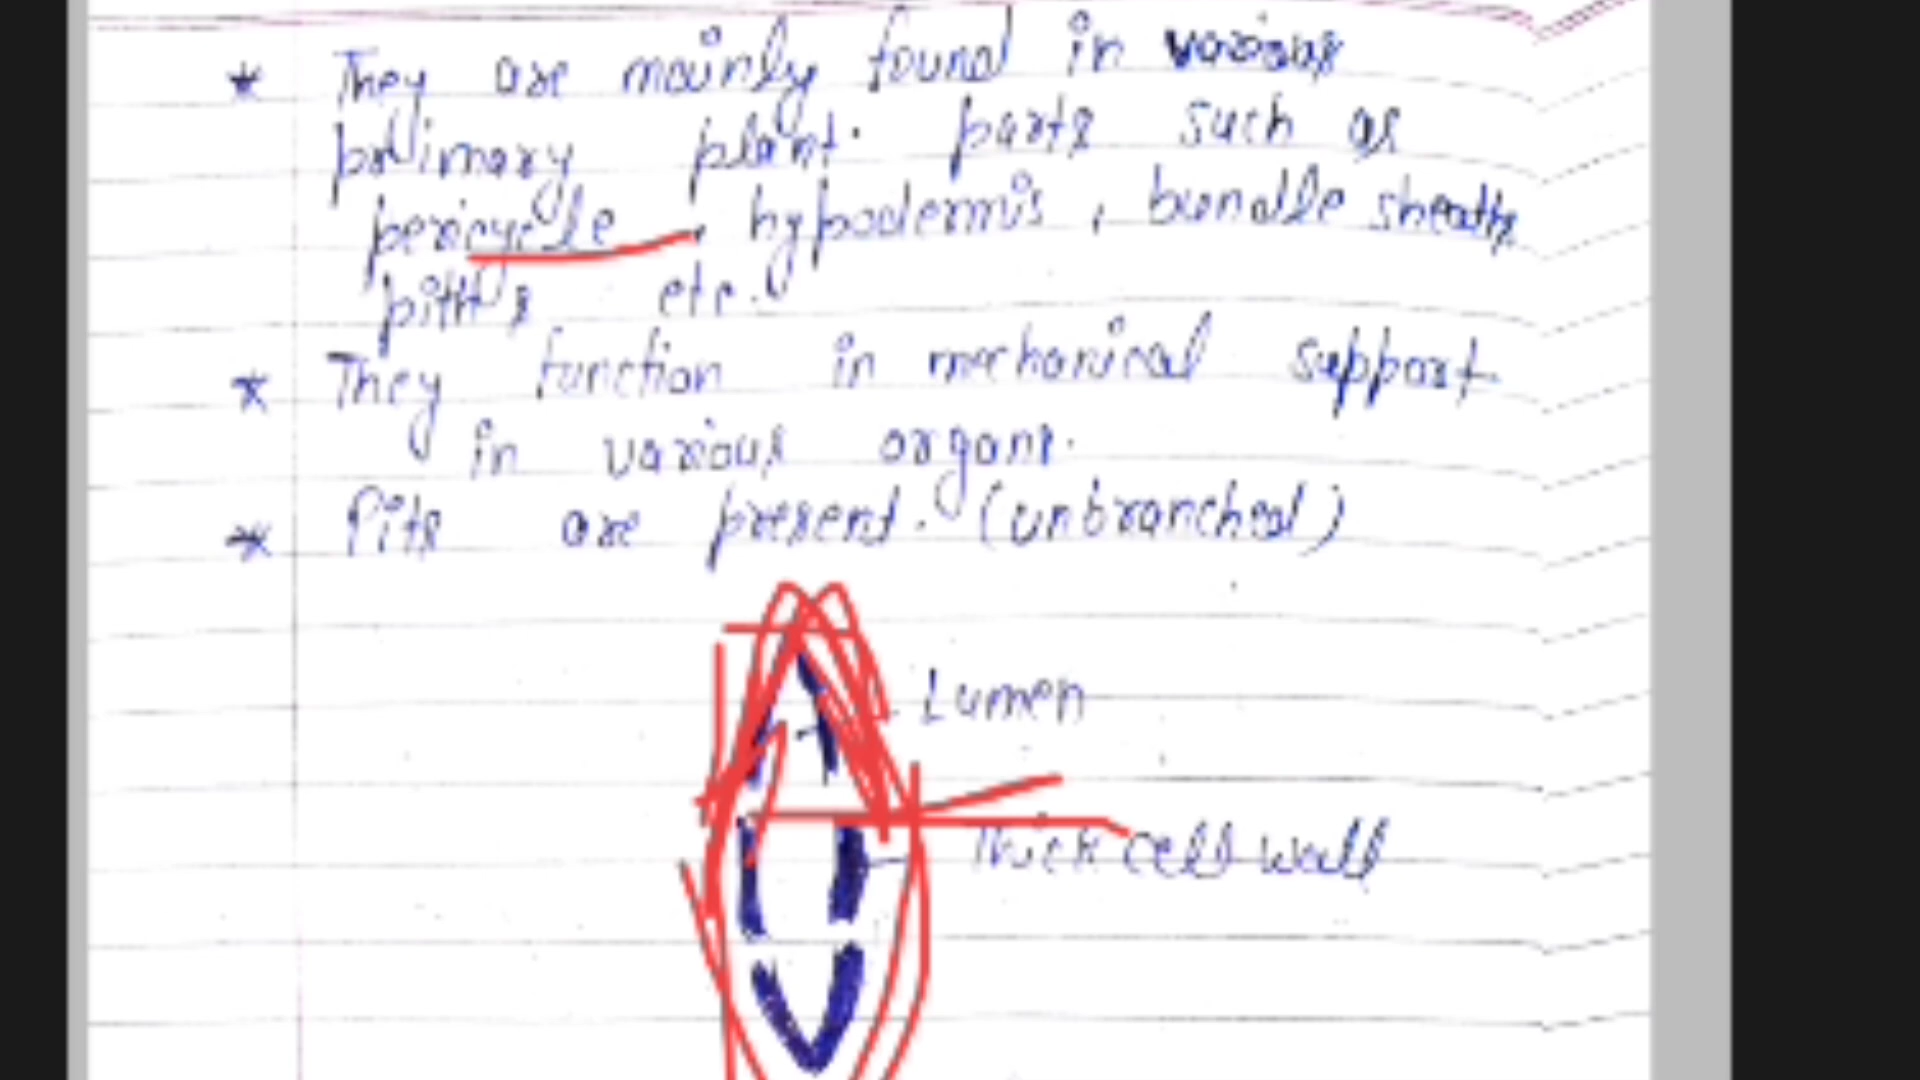 * They are mainly found in various
primary plant parts such as
pericycle, hypodermis, bundle sheath
piths etc.
* They function in mechanical support
in various organs.
* Pits are present. (unbranched)
Lumen
Thick cell wall